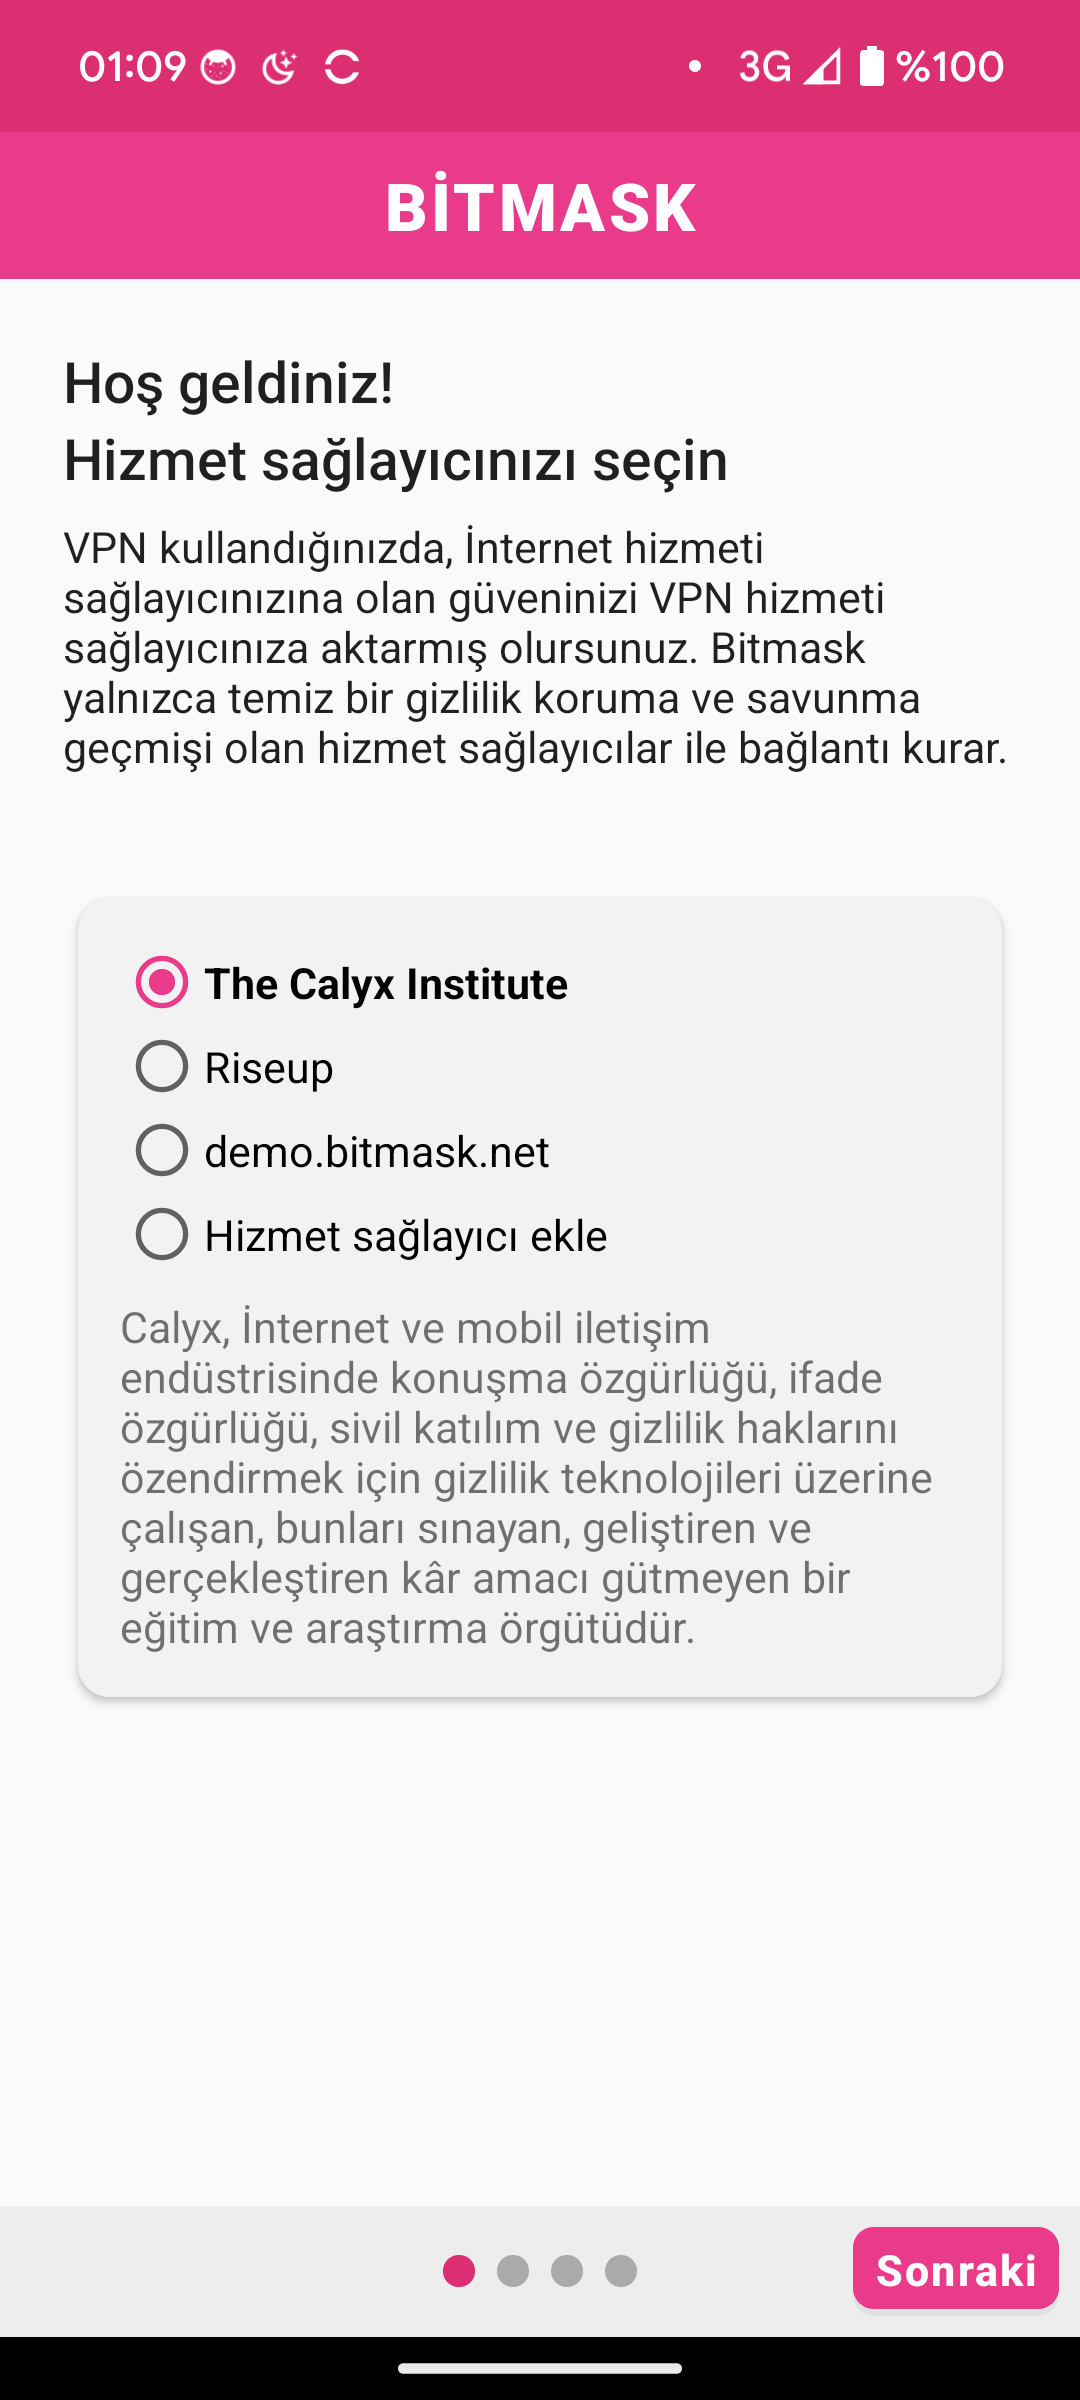 01:09
3G
%100
BİTMASK
Hoş geldiniz!
Hizmet sağlayıcınızı seçin
VPN kullandığınızda, İnternet hizmeti
sağlayıcınızına olan güveninizi VPN hizmeti
sağlayıcınıza aktarmış olursunuz. Bitmask
yalnızca temiz bir gizlilik koruma ve savunma
geçmişi olan hizmet sağlayıcılar ile bağlantı kurar.
The Calyx Institute
Riseup
demo.bitmask.net
Hizmet sağlayıcı ekle
Calyx, İnternet ve mobil iletişim
endüstrisinde konuşma özgürlüğü, ifade
özgürlüğü, sivil katılım ve gizlilik haklarını
özendirmek için gizlilik teknolojileri üzerine
çalışan, bunları sınayan, geliştiren ve
gerçekleştiren kâr amacı gütmeyen bir
eğitim ve araştırma örgütüdür.
Sonraki